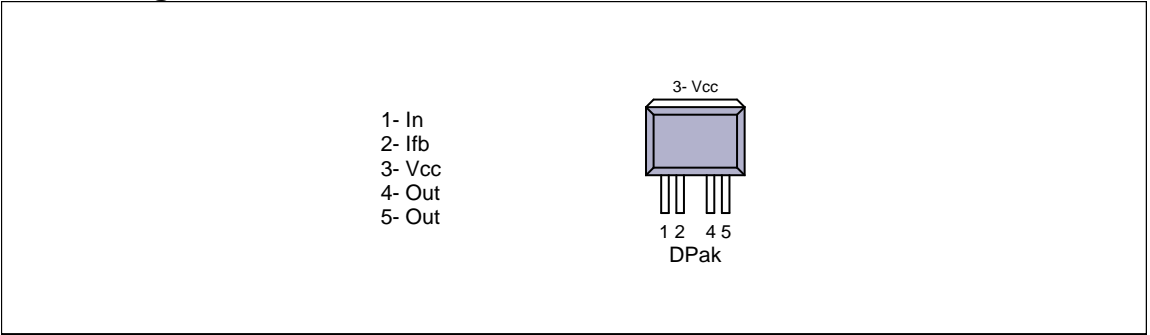 1- In
2- Ifb
3- Vcc
4- Out
5- Out
3- Vcc
1 2 4 5
DPak